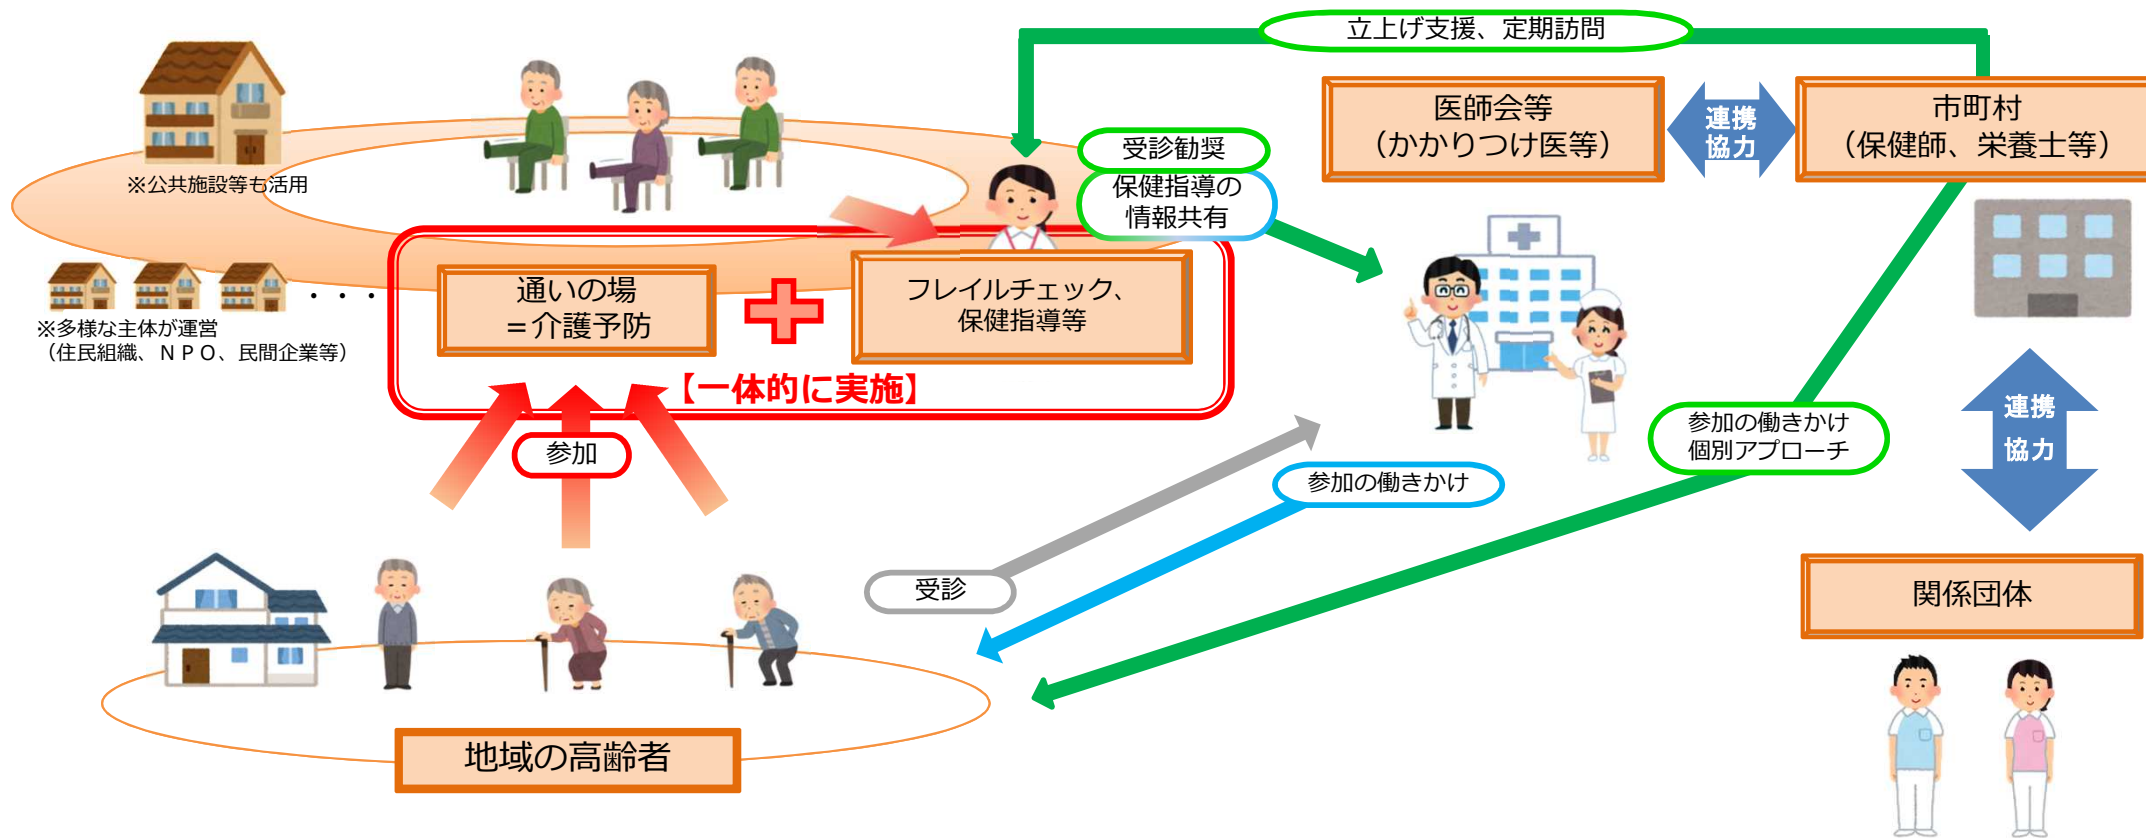 立上げ支援、定期訪問
医師会等
（かかりつけ医等）
連携
協力
市町村
（保健師、栄養士等）
受診勧奨
保健指導の
情報共有
※公共施設等も活用
・・・
※多様な主体が運営
（住民組織、ＮＰＯ、民間企業等）
通いの場
＝介護予防
フレイルチェック、
保健指導等
【一体的に実施】
参加
参加の働きかけ
個別アプローチ
連携
協力
参加の働きかけ
受診
関係団体
地域の高齢者